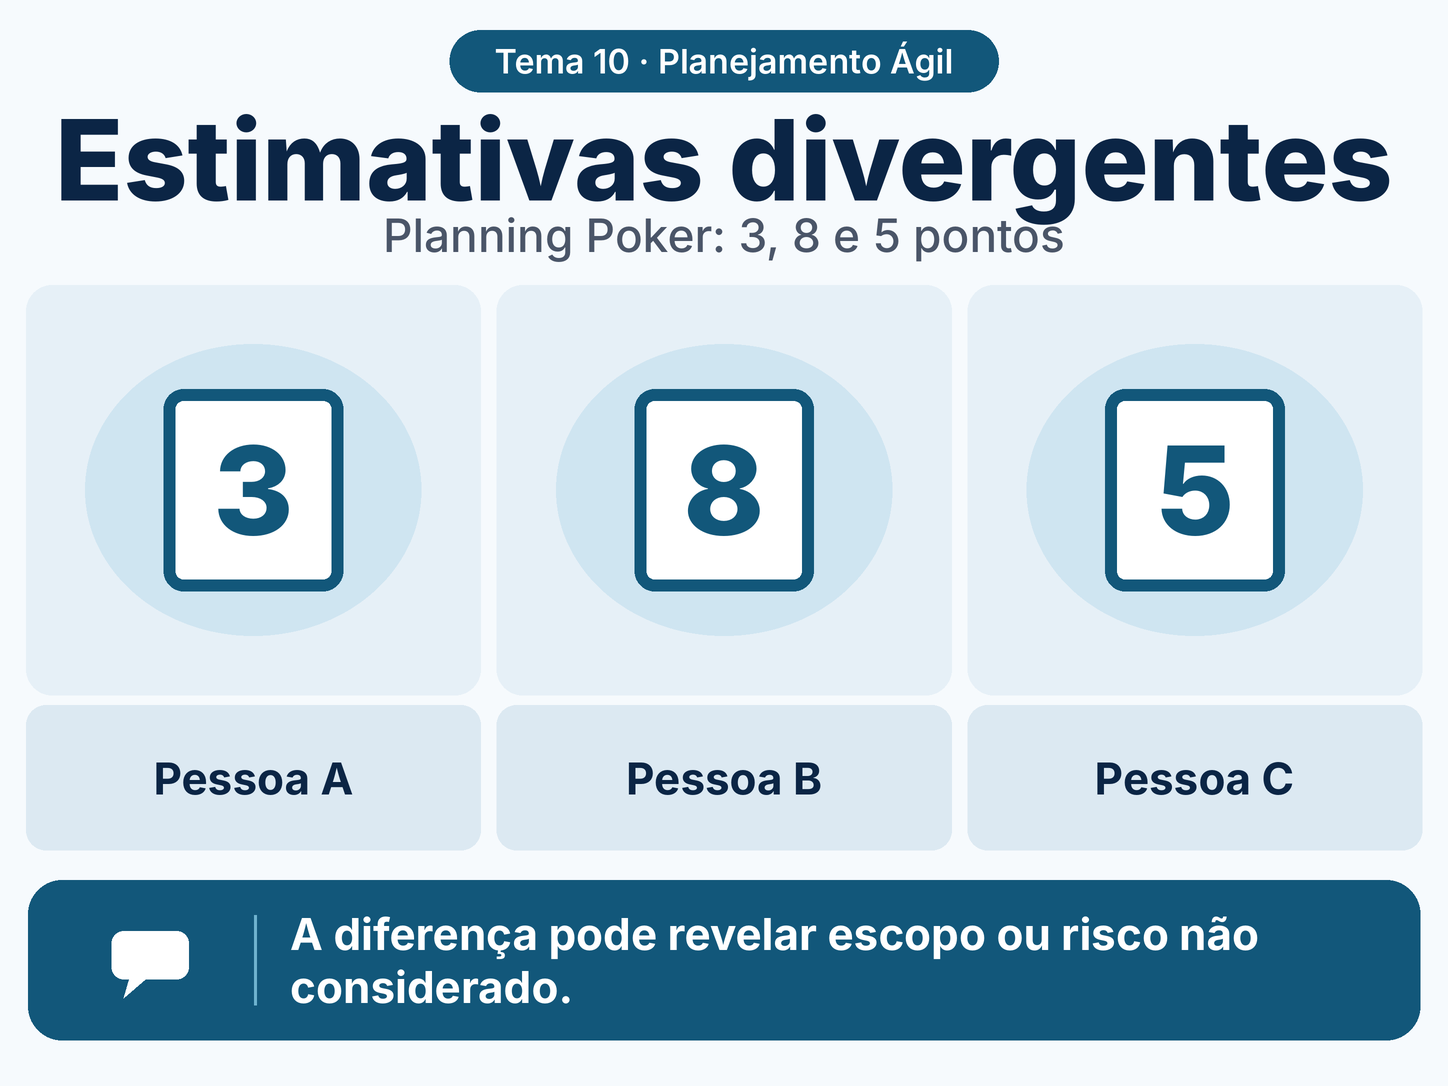 Tema 10 · Planejamento Ágil
Estimativas divergentes
Planning Poker: 3, 8 e 5 pontos
3
8
5
Pessoa A
Pessoa B
Pessoa C
A diferença pode revelar escopo ou risco não
considerado.